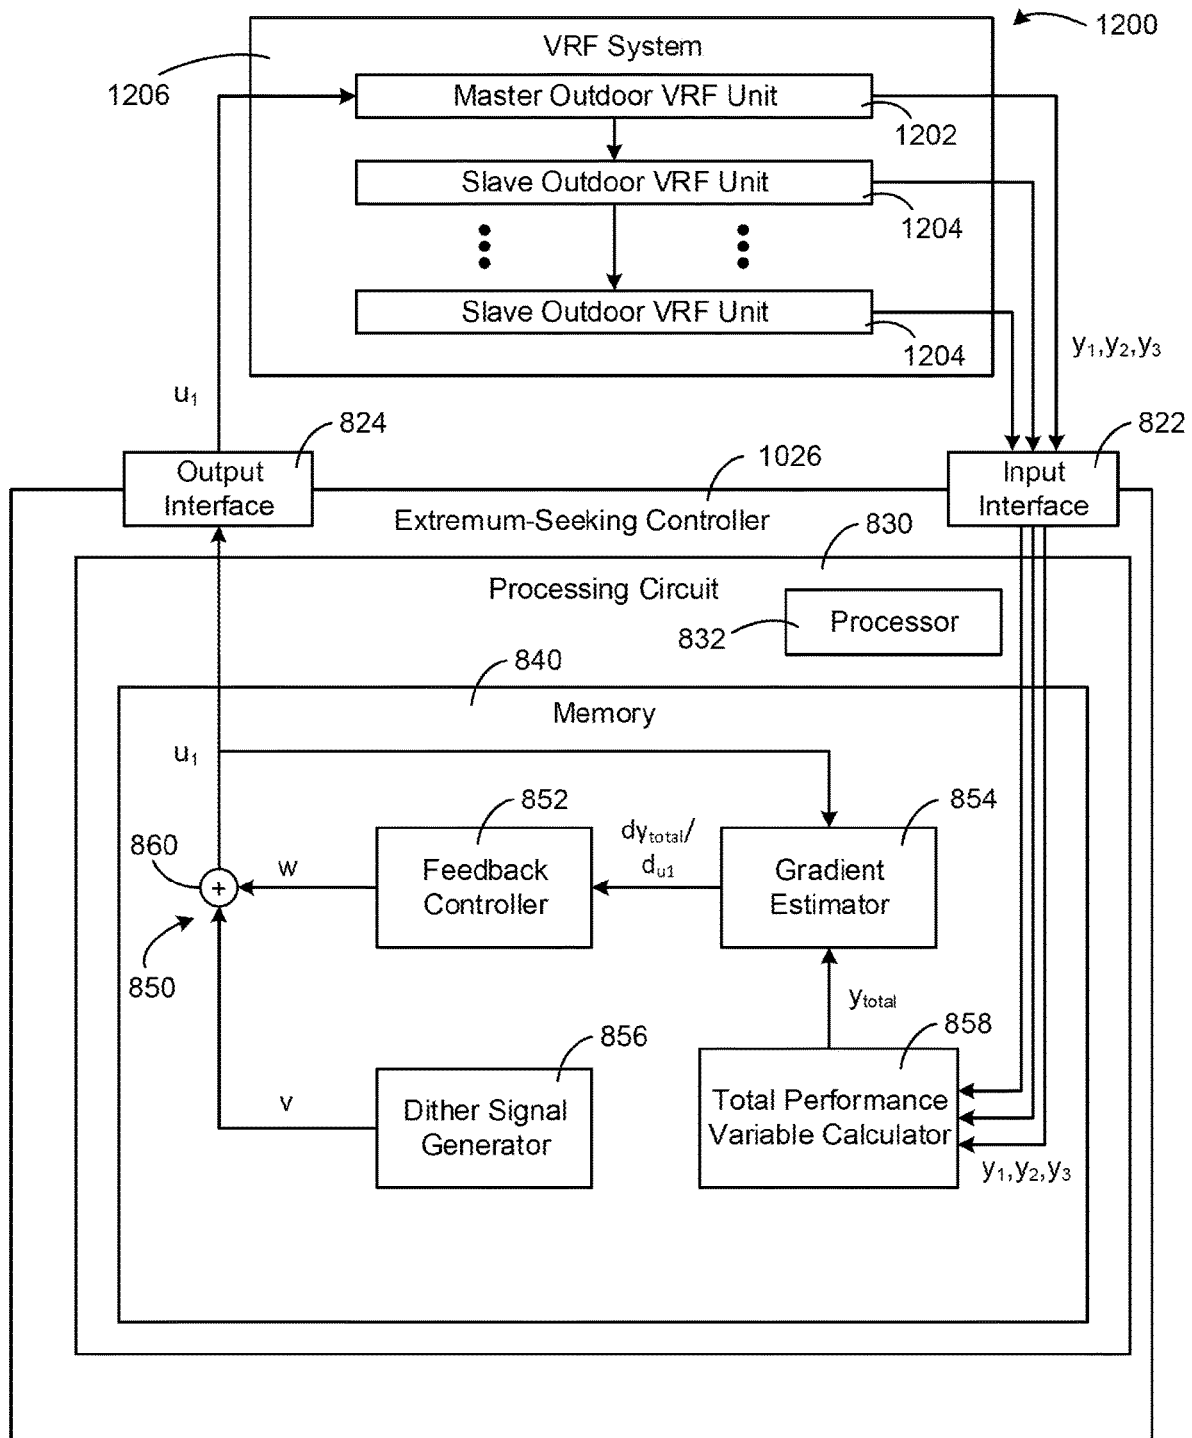 1200
VRF System
1206
Master Outdoor VRF Unit
1202
Slave Outdoor VRF Unit
1204
Slave Outdoor VRF Unit
1204
y₁,y₂,y₃
u₁
824
822
Output
Interface
1026
Input
Interface
Extremum-Seeking Controller
830
Processing Circuit
Processor
832
840
Memory
u₁
852
854
dy_total/
d_u1
860
+
w
Feedback
Controller
Gradient
Estimator
850
y_total
856
858
v
Dither Signal
Generator
Total Performance
Variable Calculator
y₁,y₂,y₃